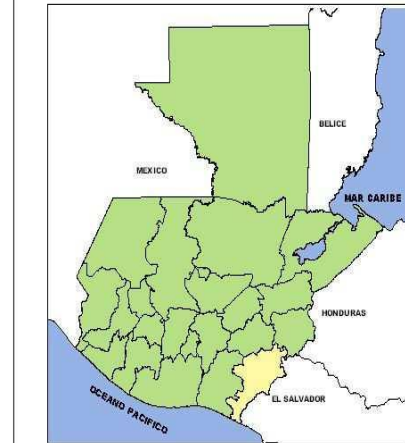 BELICE
MEXICO
MAR CARIBE
HONDURAS
EL SALVADOR
OCEANO PACIFICO